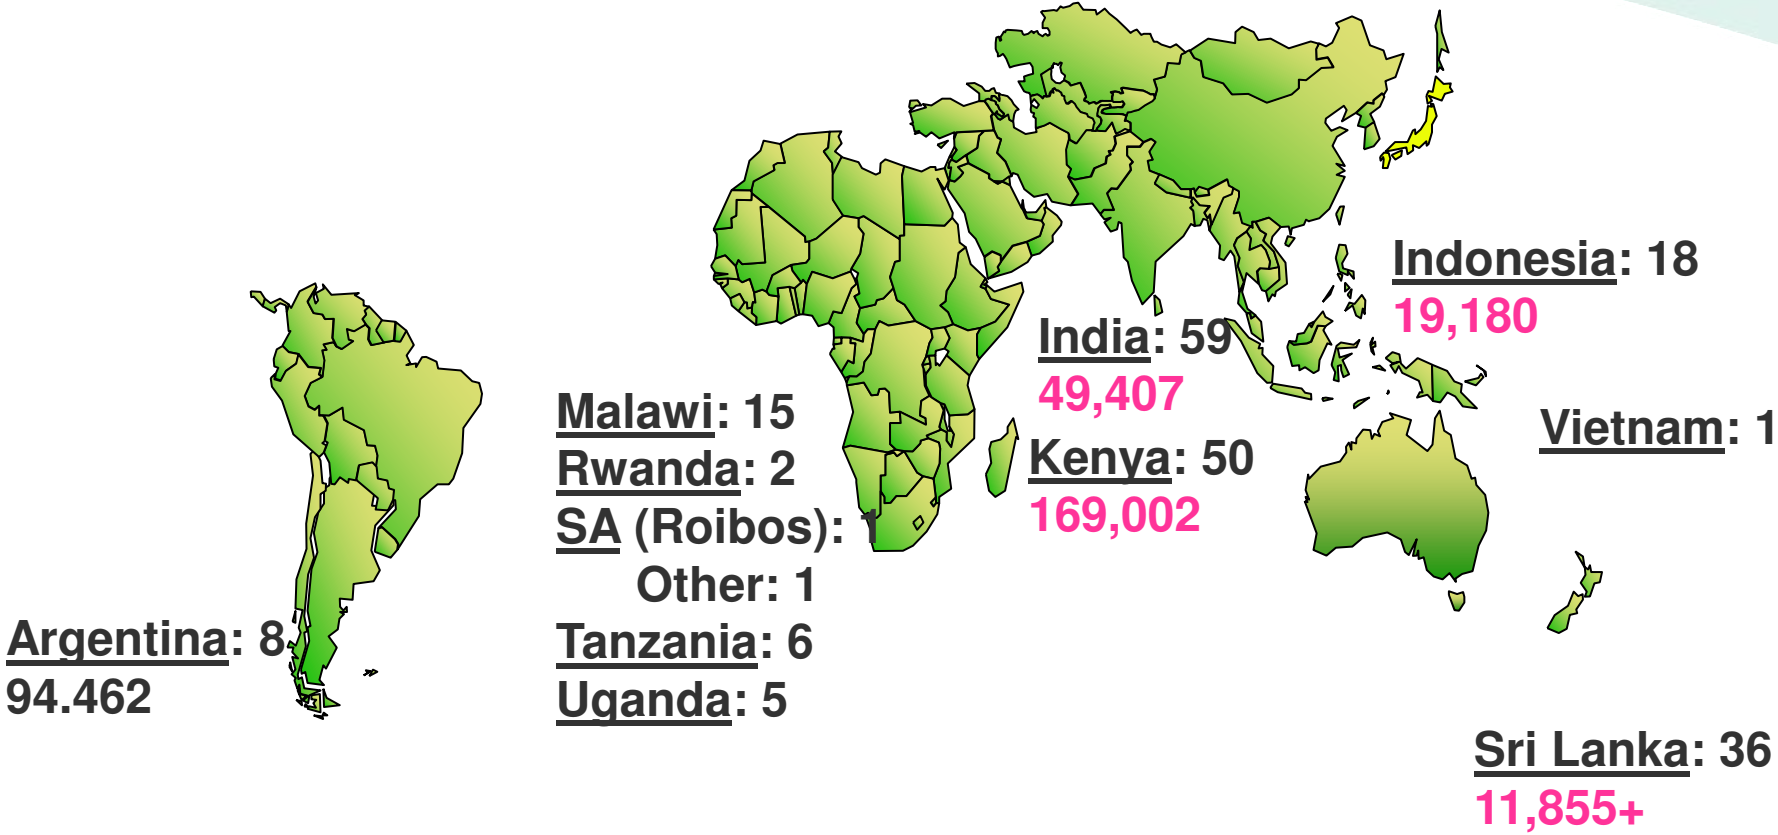 Indonesia: 18
19,180
India: 59
49,407
Malawi: 15
Rwanda: 2
SA (Roibos): 1
Other: 1
Tanzania: 6
Uganda: 5
Kenya: 50
169,002
Vietnam: 1
Argentina: 8
94.462
Sri Lanka: 36
11,855+